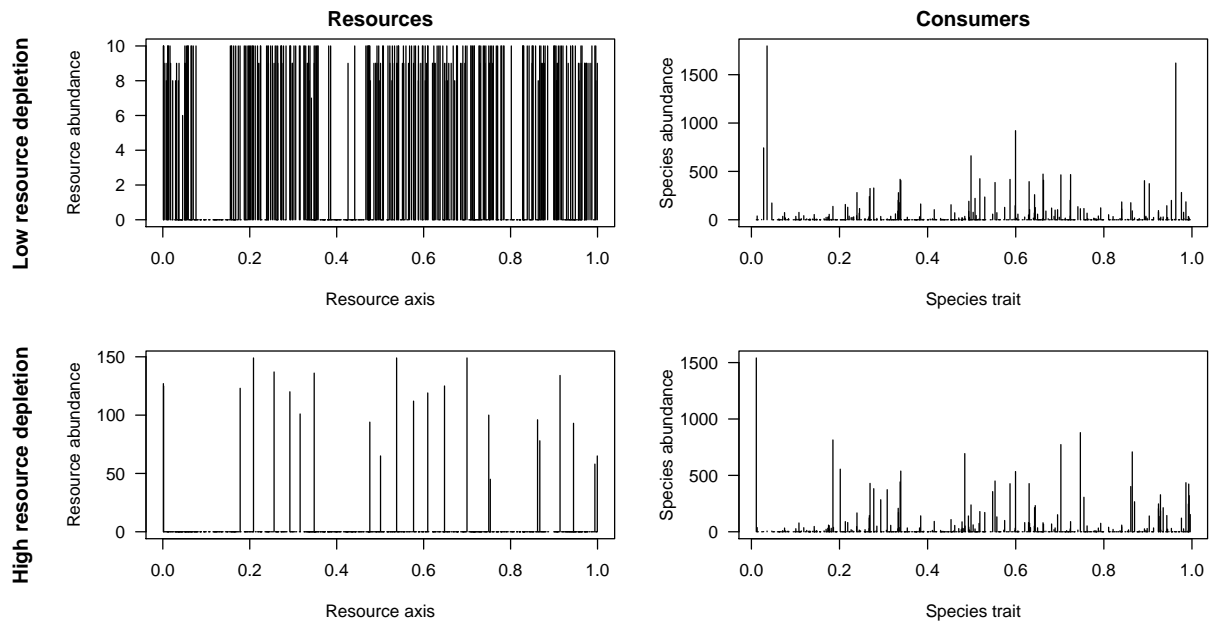 Resources
Consumers
Low resource depletion
Resource abundance
10
8
6
4
2
0
0.0 0.2 0.4 0.6 0.8 1.0
Resource axis
Species abundance
1500
1000
500
0
0.0 0.2 0.4 0.6 0.8 1.0
Species trait
High resource depletion
Resource abundance
150
100
50
0
0.0 0.2 0.4 0.6 0.8 1.0
Resource axis
Species abundance
1500
1000
500
0
0.0 0.2 0.4 0.6 0.8 1.0
Species trait